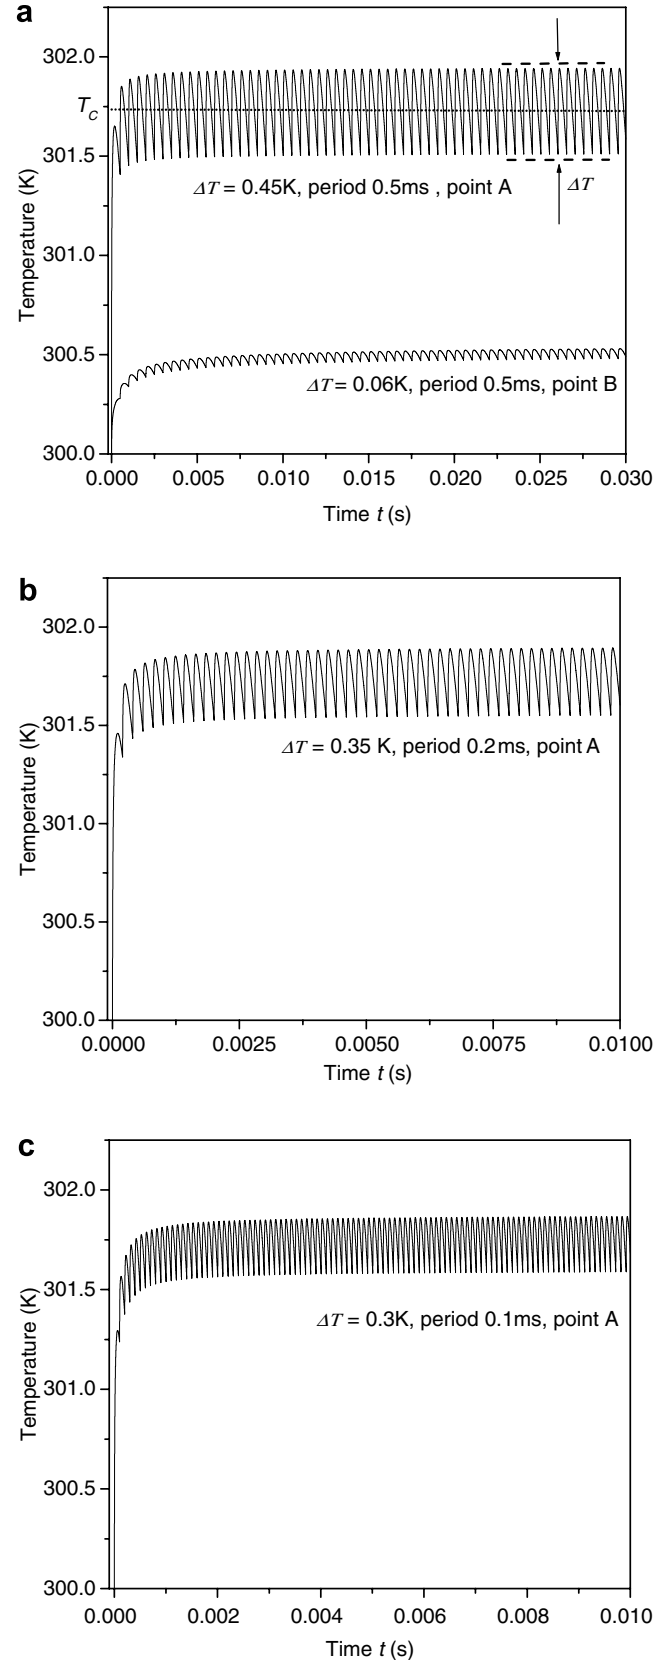 a
302.0
T_C
301.5
ΔT = 0.45K, period 0.5ms , point A
ΔT
301.0
Temperature (K)
300.5
ΔT = 0.06K, period 0.5ms, point B
300.0
0.000 0.005 0.010 0.015 0.020 0.025 0.030
Time t (s)
b
302.0
301.5
ΔT = 0.35 K, period 0.2ms, point A
Temperature (K)
301.0
300.5
300.0
0.0000 0.0025 0.0050 0.0075 0.0100
Time t (s)
c
302.0
301.5
ΔT = 0.3K, period 0.1ms, point A
Temperature (K)
301.0
300.5
300.0
0.000 0.002 0.004 0.006 0.008 0.010
Time t (s)